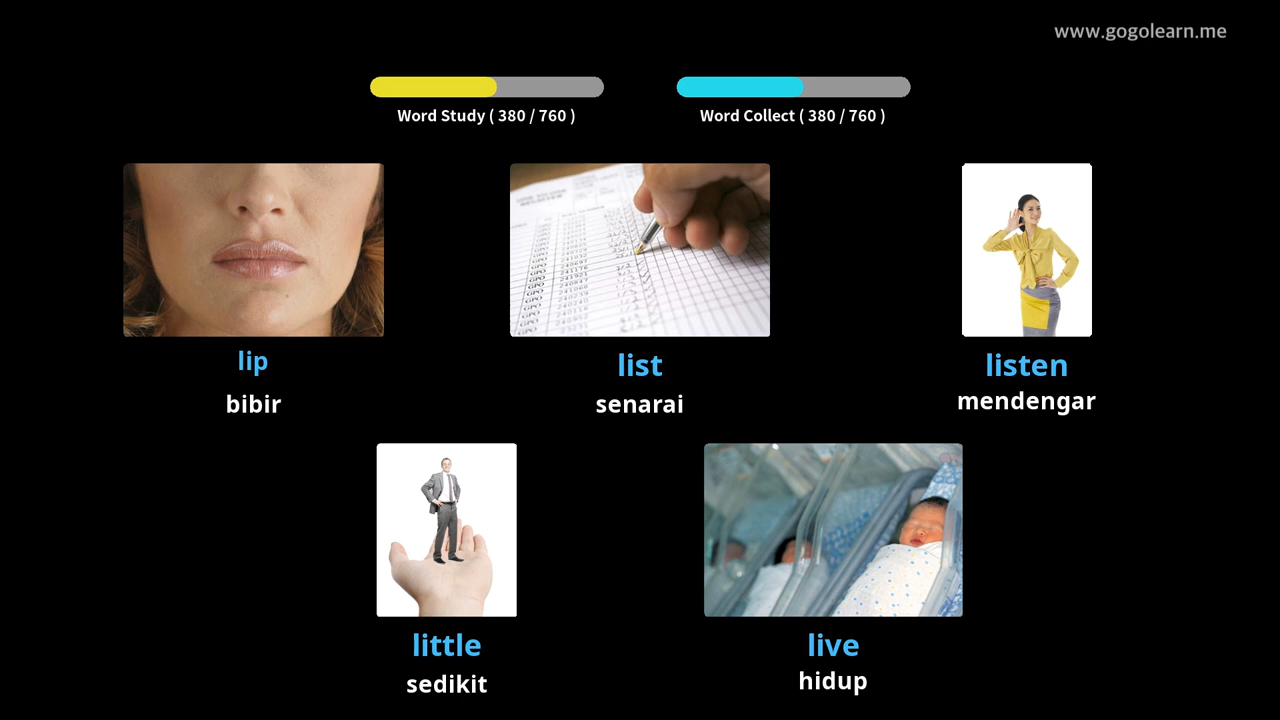 www.gogolearn.me
Word Study ( 380 / 760 )
Word Collect ( 380 / 760 )
lip
bibir
list
senarai
listen
mendengar
little
sedikit
live
hidup